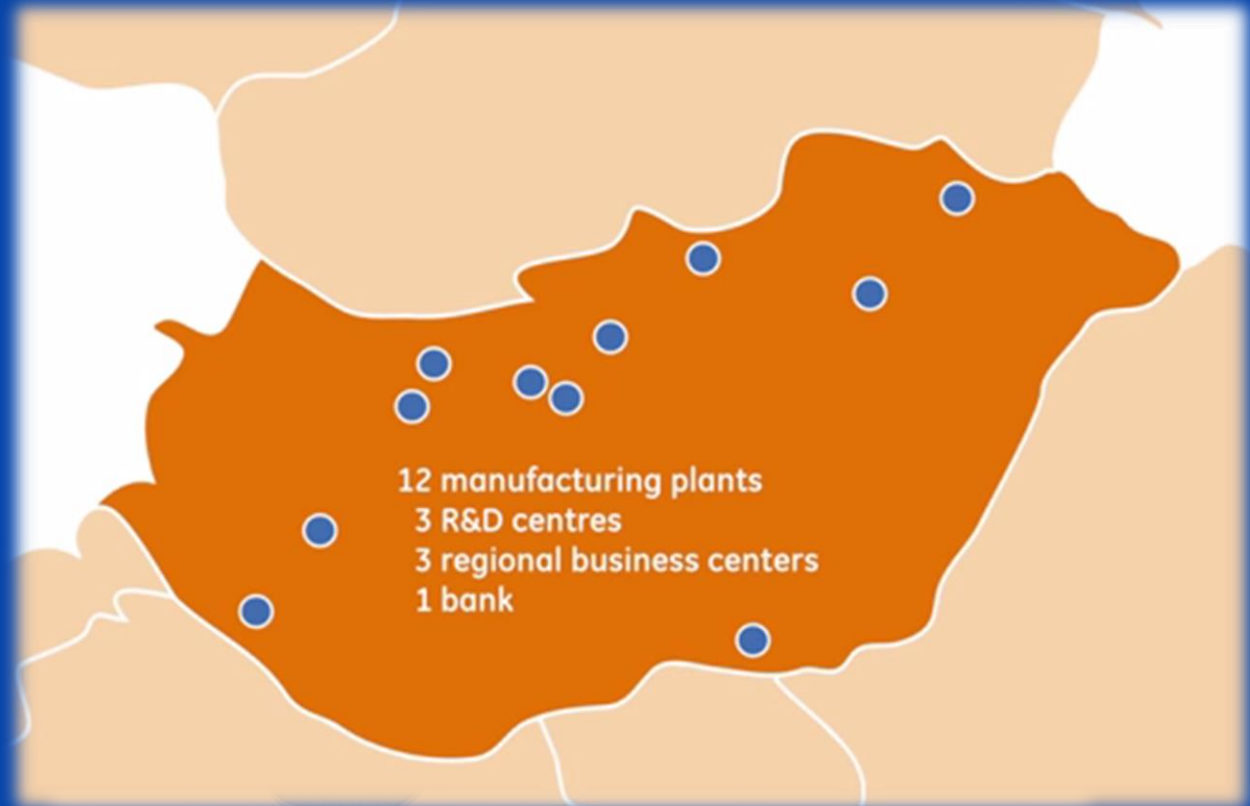 12 manufacturing plants
3 R&D centres
3 regional business centers
1 bank